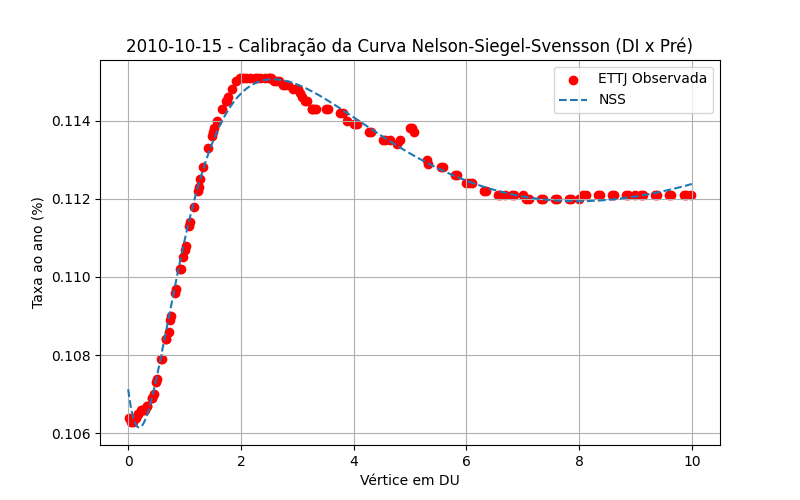 2010-10-15 - Calibração da Curva Nelson-Siegel-Svensson (DI x Pré)
ETTJ Observada
NSS
Taxa ao ano (%)
0.114
0.112
0.110
0.108
0.106
0 2 4 6 8 10
Vértice em DU